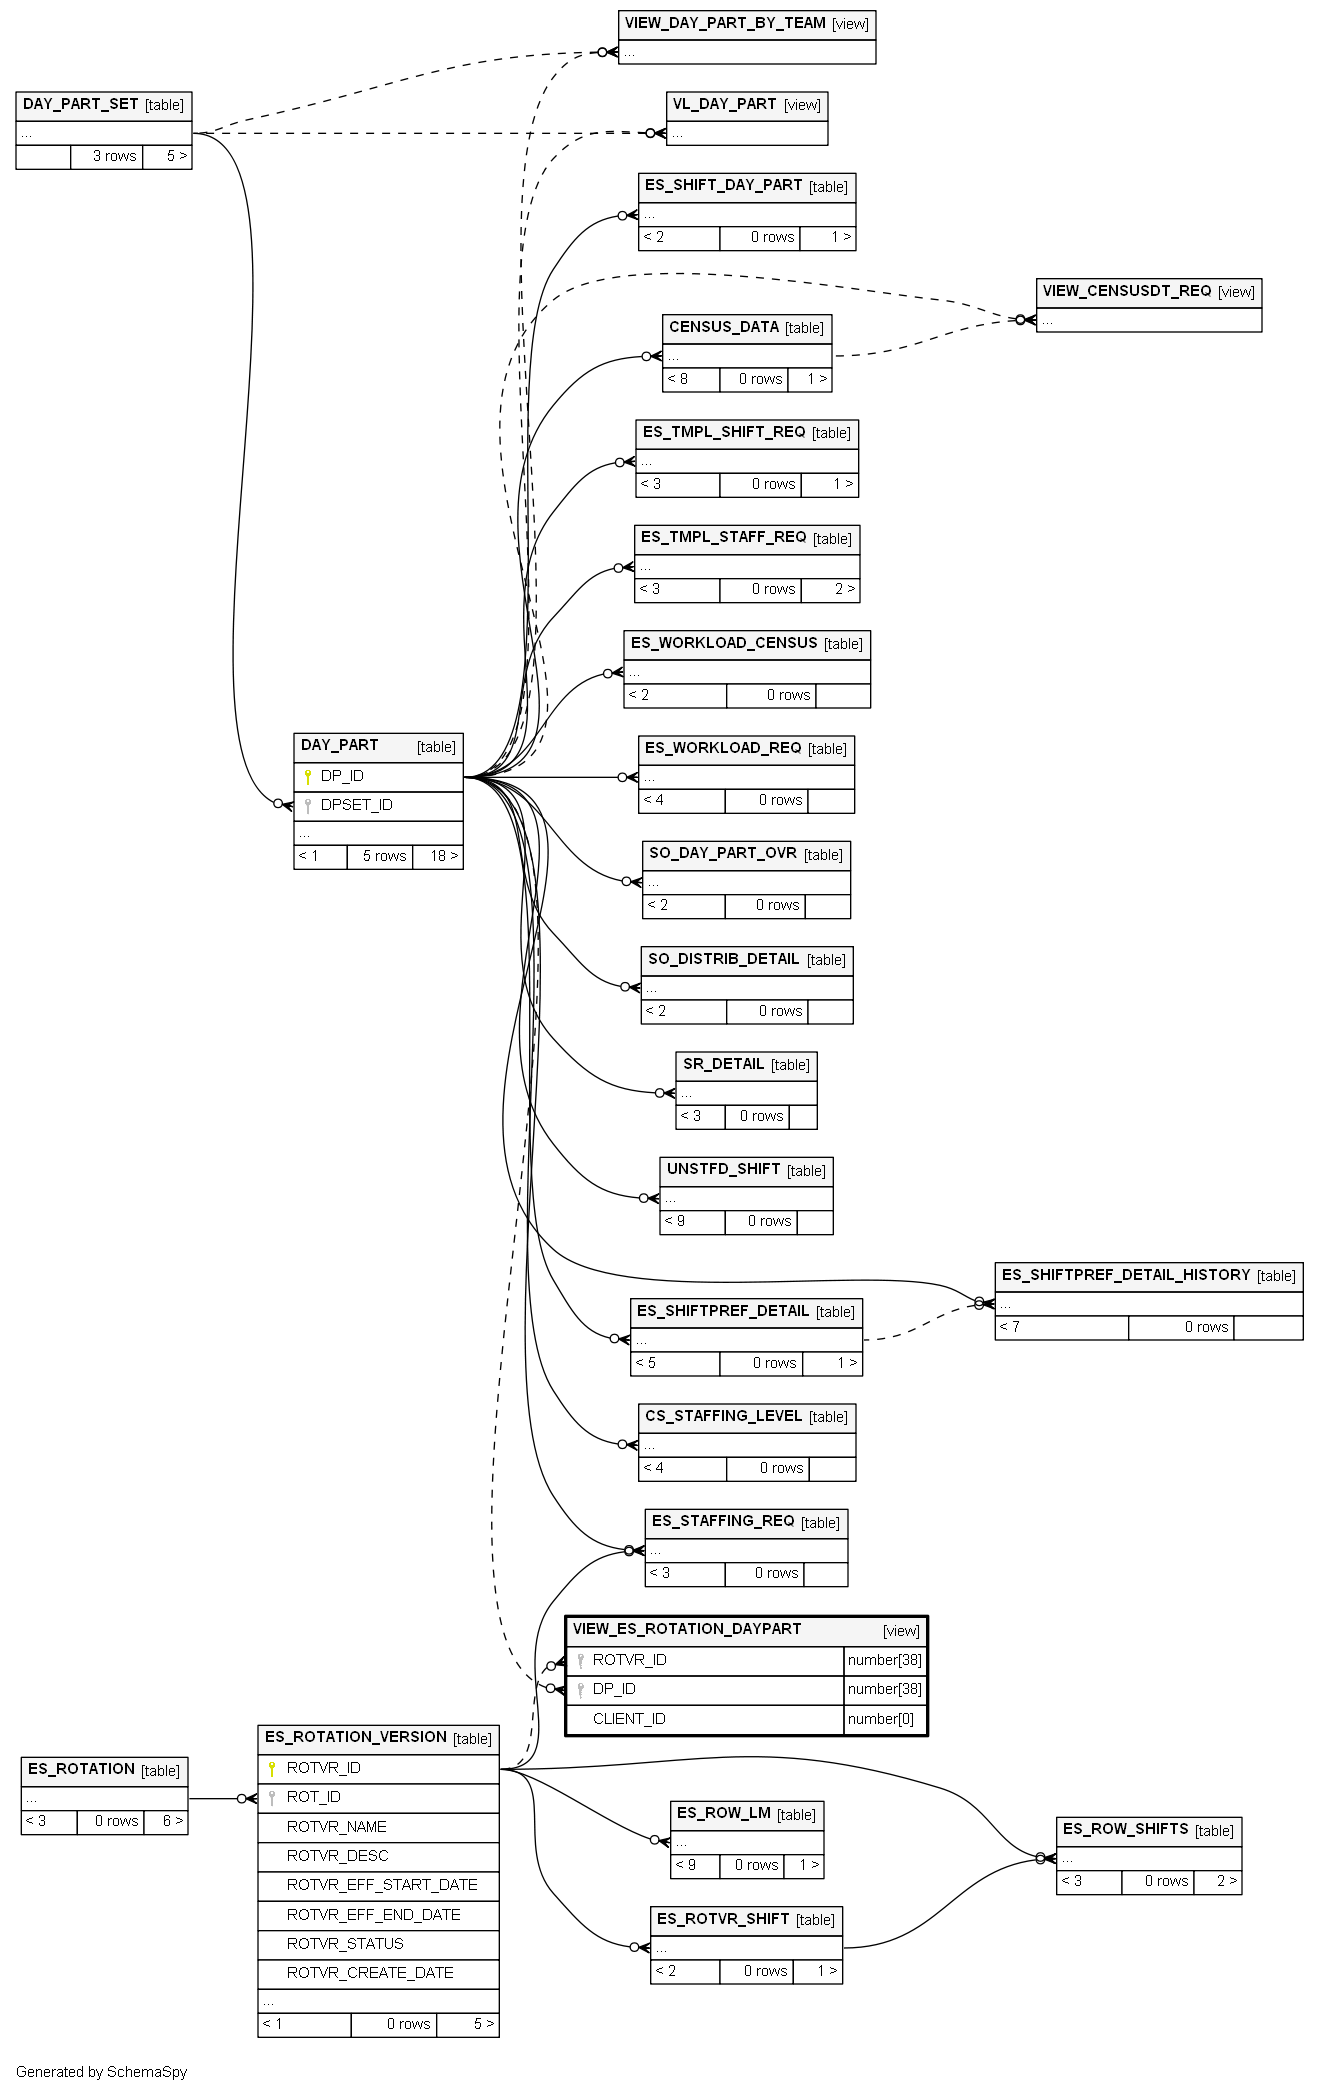 VIEW_DAY_PART_BY_TEAM [view]
...
DAY_PART_SET [table]
...
3 rows 5 >
VL_DAY_PART [view]
...
ES_SHIFT_DAY_PART [table]
...
< 2 0 rows 1 >
VIEW_CENSUSDT_REQ [view]
...
CENSUS_DATA [table]
...
< 8 0 rows 1 >
ES_TMPL_SHIFT_REQ [table]
...
< 3 0 rows 1 >
ES_TMPL_STAFF_REQ [table]
...
< 3 0 rows 2 >
ES_WORKLOAD_CENSUS [table]
...
< 2 0 rows
DAY_PART [table]
DP_ID
DPSET_ID
...
< 1 5 rows 18 >
ES_WORKLOAD_REQ [table]
...
< 4 0 rows
SO_DAY_PART_OVR [table]
...
< 2 0 rows
SO_DISTRIB_DETAIL [table]
...
< 2 0 rows
SR_DETAIL [table]
...
< 3 0 rows
UNSTFD_SHIFT [table]
...
< 9 0 rows
ES_SHIFTPREF_DETAIL_HISTORY [table]
...
< 7 0 rows
ES_SHIFTPREF_DETAIL [table]
...
< 5 0 rows 1 >
CS_STAFFING_LEVEL [table]
...
< 4 0 rows
ES_STAFFING_REQ [table]
...
< 3 0 rows
VIEW_ES_ROTATION_DAYPART [view]
ROTVR_ID number[38]
DP_ID number[38]
CLIENT_ID number[0]
ES_ROTATION [table]
...
< 3 0 rows 6 >
ES_ROTATION_VERSION [table]
ROTVR_ID
ROT_ID
ROTVR_NAME
ROTVR_DESC
ROTVR_EFF_START_DATE
ROTVR_EFF_END_DATE
ROTVR_STATUS
ROTVR_CREATE_DATE
...
< 1 0 rows 5 >
ES_ROW_LM [table]
...
< 9 0 rows 1 >
ES_ROW_SHIFTS [table]
...
< 3 0 rows 2 >
ES_ROTVR_SHIFT [table]
...
< 2 0 rows 1 >
Generated by SchemaSpy